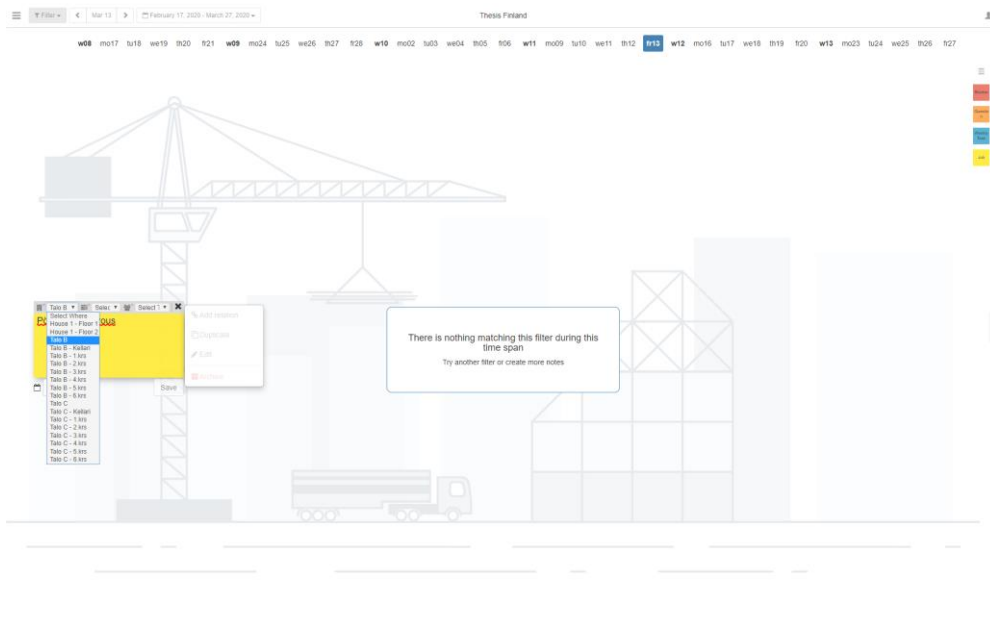 Filter
Mar 13
February 17, 2020 - March 27, 2020
Thesis Finland
w08 mo17 tu18 we19 th20 fr21 w09 mo24 tu25 we26 th27 fr28 w10 mo02 tu03 we04 th05 fr06 w11 mo09 tu10 we11 th12 fr13 w12 mo16 tu17 we18 th19 fr20 w13 mo23 tu24 we25 th26 fr27
Talo B
Select Where
House 1 - Floor 1
House 1 - Floor 2
Talo B
Talo B - Kellari
Talo B - 1.krs
Talo B - 2.krs
Talo B - 3.krs
Talo B - 4.krs
Talo B - 5.krs
Talo B - 6.krs
Talo C
Talo C - Kellari
Talo C - 1 krs
Talo C - 2 krs
Talo C - 3 krs
Talo C - 4 krs
Talo C - 5 krs
Talo C - 6 krs
Add relation
Duplicate
Edit
Save
There is nothing matching this filter during this
time span
Try another filter or create more notes